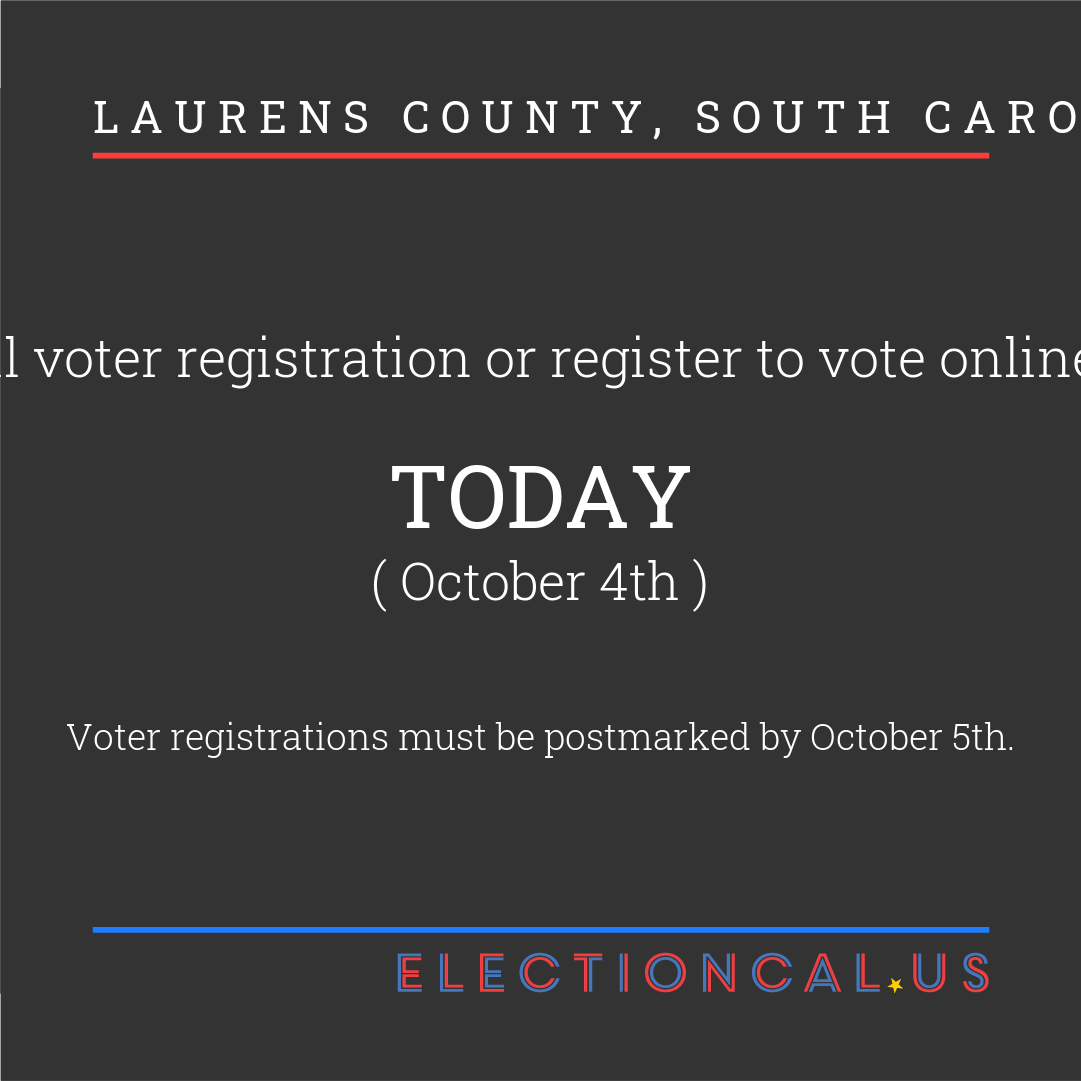 LAURENS COUNTY, SOUTH CARO
l voter registration or register to vote online
TODAY
( October 4th )
Voter registrations must be postmarked by October 5th.
ELECTIONCAL.US